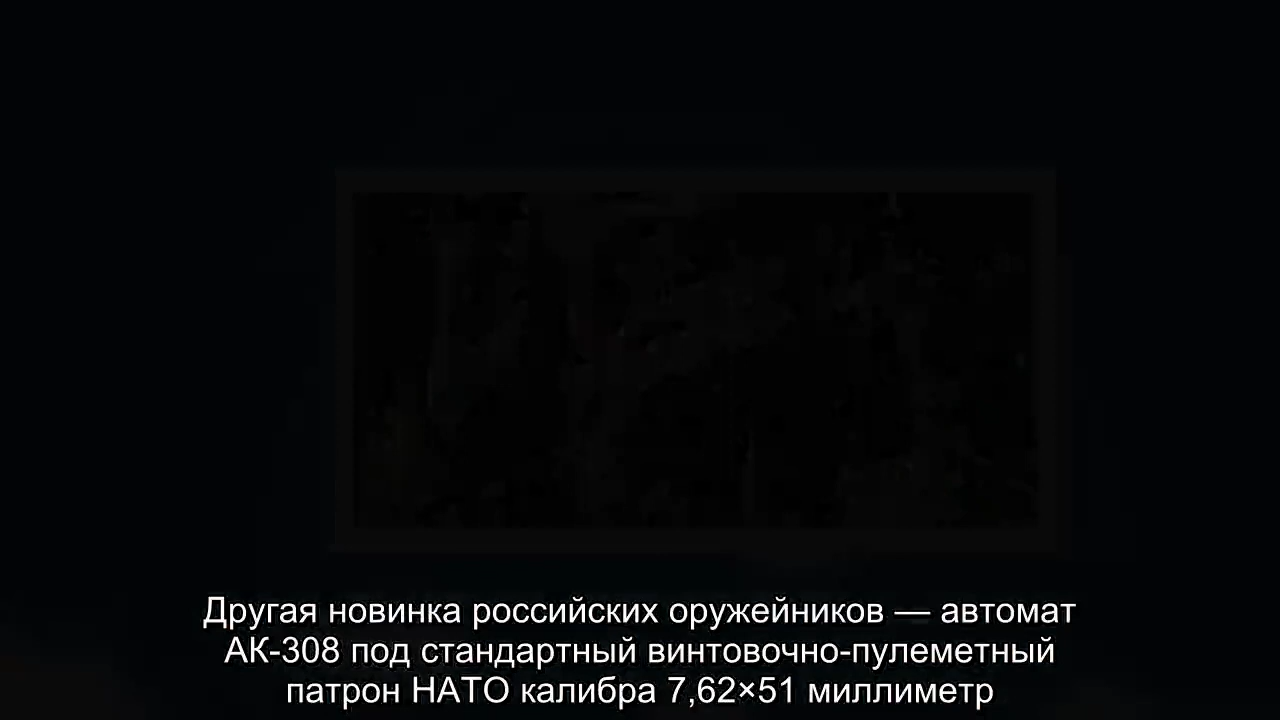 Другая новинка российских оружейников — автомат
АК-308 под стандартный винтовочно-пулеметный
патрон НАТО калибра 7,62×51 миллиметр